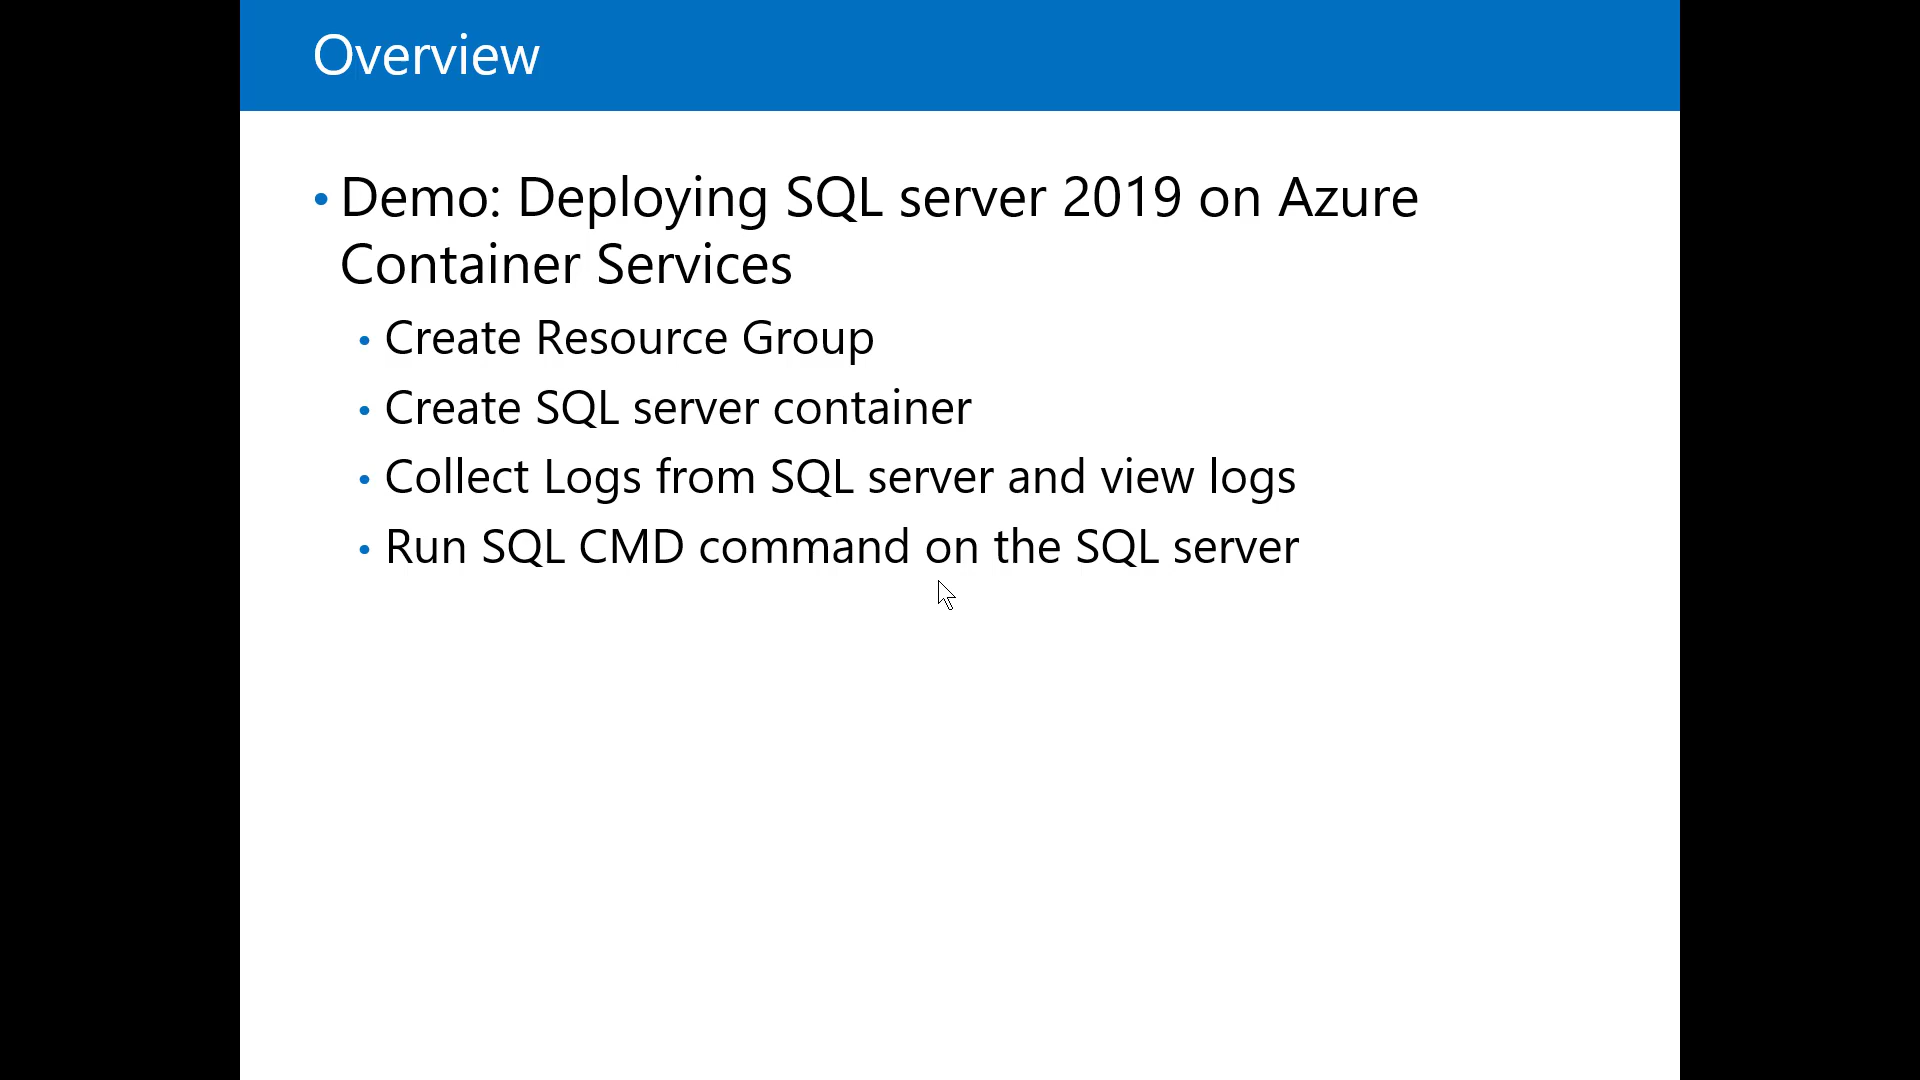 Overview
• Demo: Deploying SQL server 2019 on Azure
Container Services
• Create Resource Group
• Create SQL server container
• Collect Logs from SQL server and view logs
• Run SQL CMD command on the SQL server